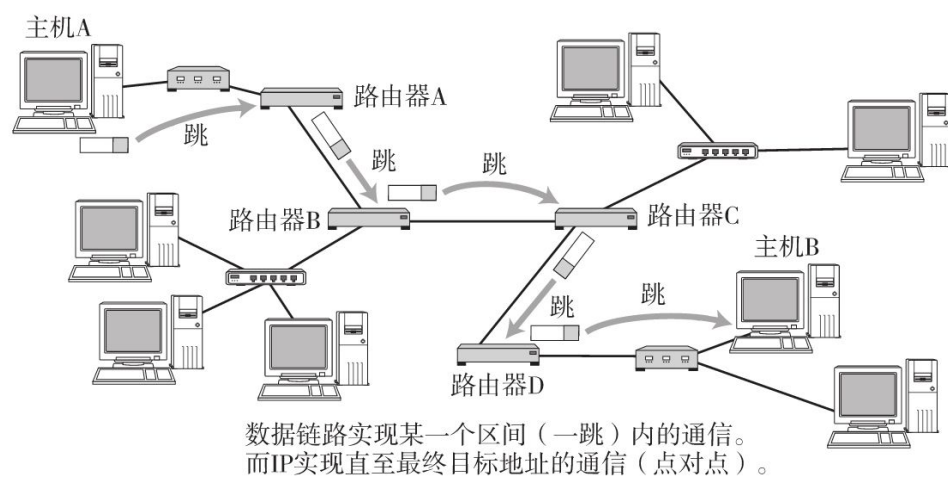 主机A
路由器A
跳
跳
跳
路由器B
路由器C
主机B
跳
跳
路由器D
数据链路实现某一个区间（一跳）内的通信。
而IP实现直至最终目标地址的通信（点对点）。